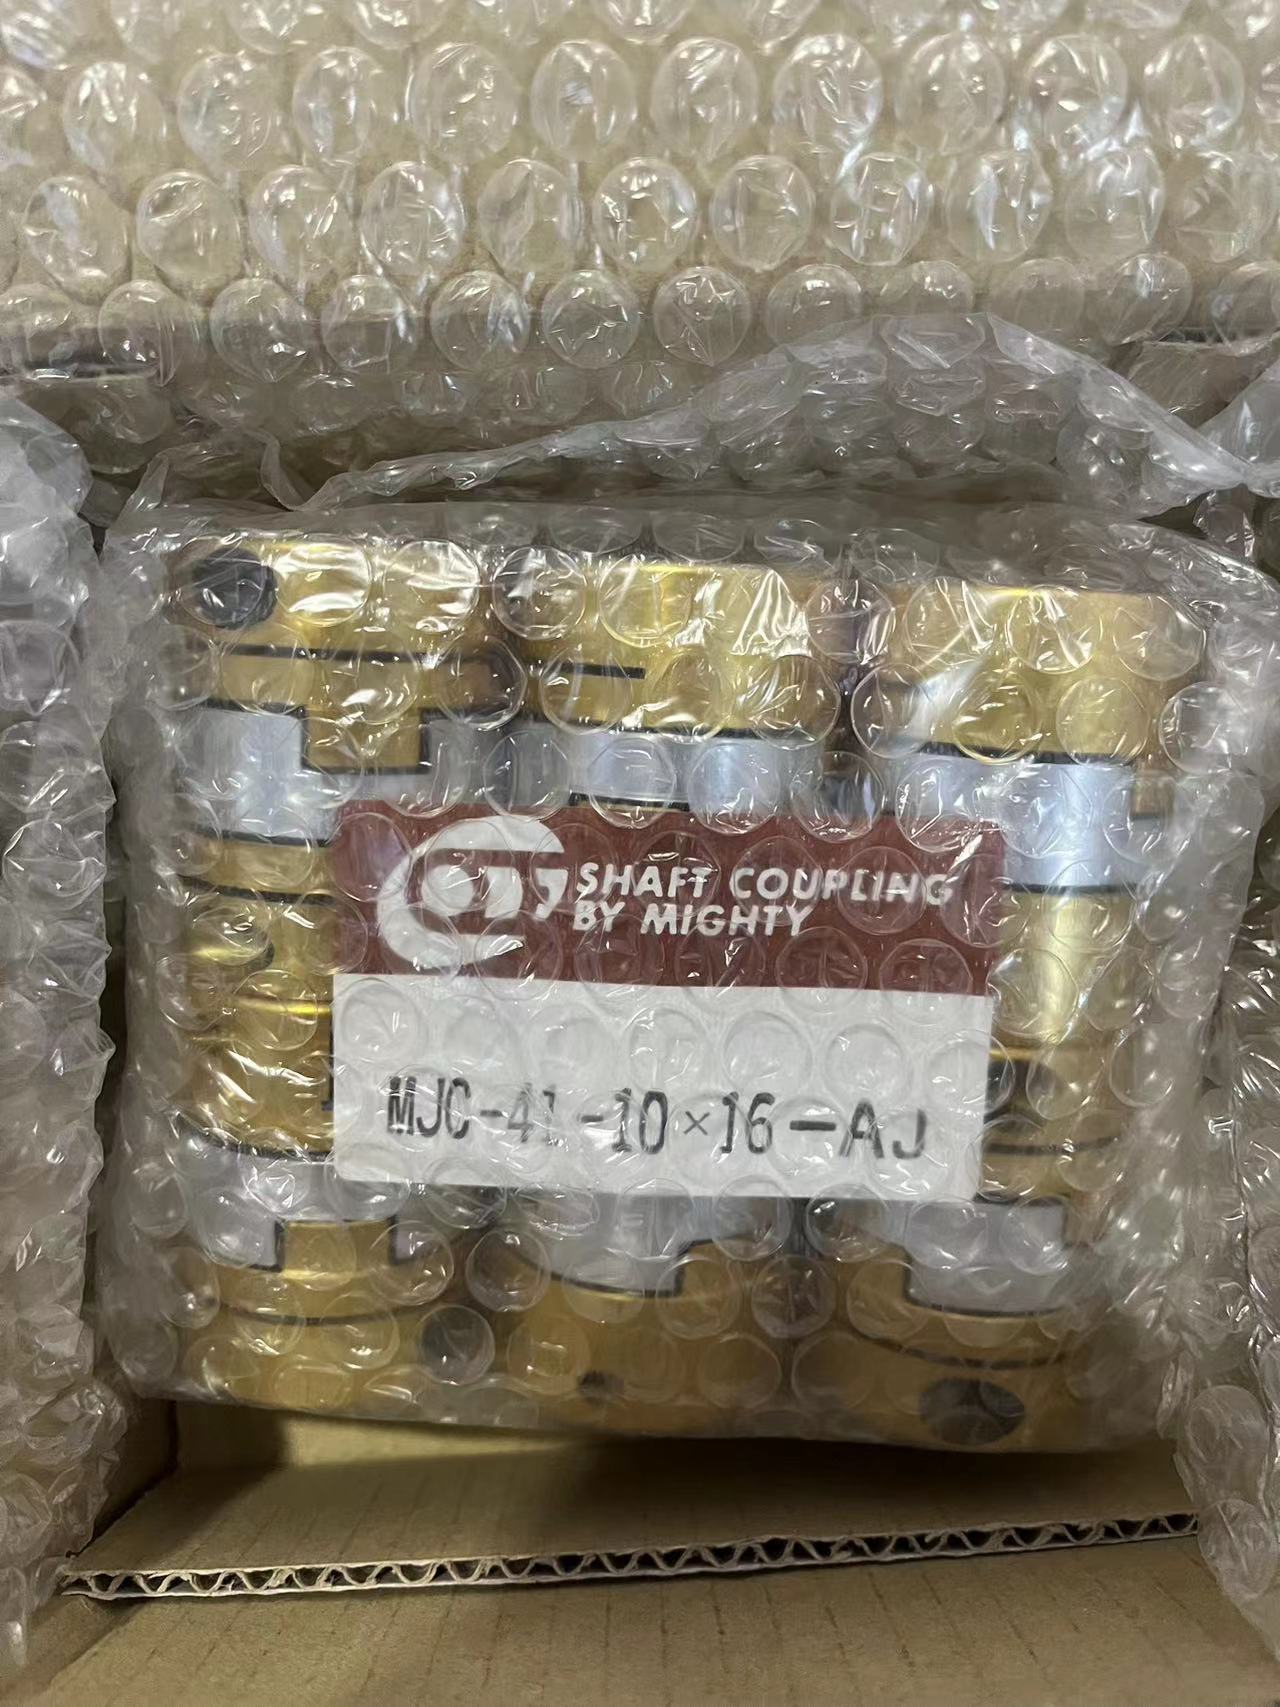 SHAFT COUPLING
BY MIGHTY
MJC-41-10×16-AJ